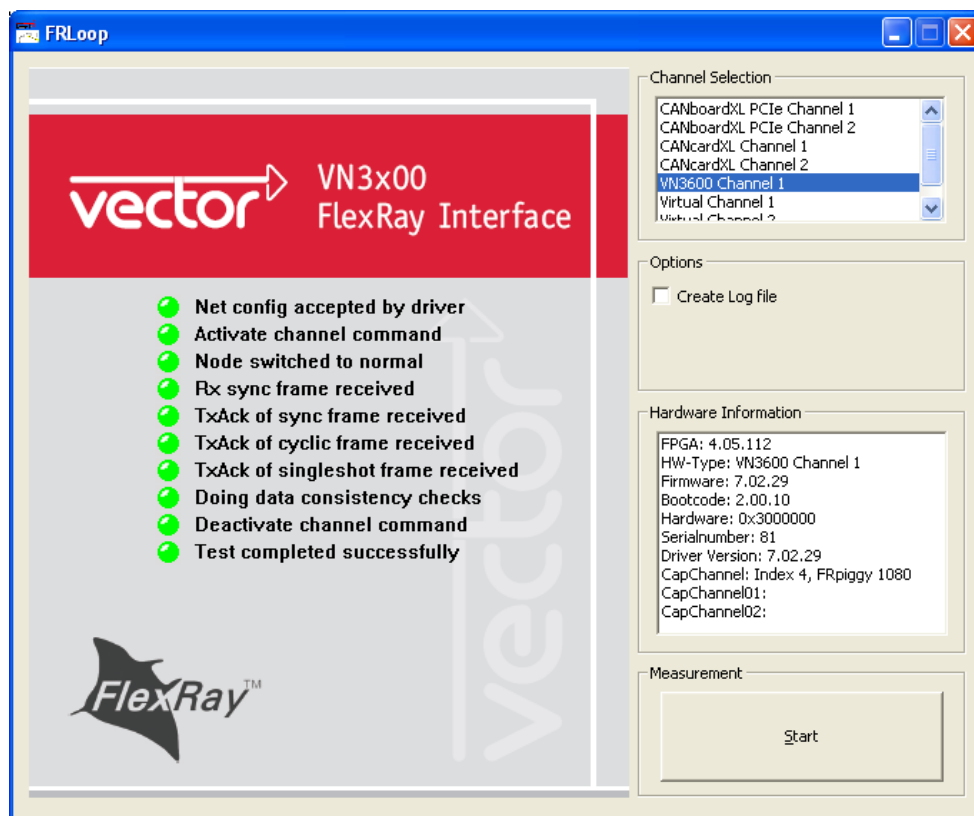 FRLoop
vector
VN3x00
FlexRay Interface
Net config accepted by driver
Activate channel command
Node switched to normal
Rx sync frame received
TxAck of sync frame received
TxAck of cyclic frame received
TxAck of singleshot frame received
Doing data consistency checks
Deactivate channel command
Test completed successfully
vector
FlexRay™
Channel Selection
CANboardXL PCIe Channel 1
CANboardXL PCIe Channel 2
CANcardXL Channel 1
CANcardXL Channel 2
VN3600 Channel 1
Virtual Channel 1
Virtual Channel 2
Options
Create Log file
Hardware Information
FPGA: 4.05.112
HW-Type: VN3600 Channel 1
Firmware: 7.02.29
Bootcode: 2.00.10
Hardware: 0x3000000
Serialnumber: 81
Driver Version: 7.02.29
CapChannel: Index 4, FRpiggy 1080
CapChannel01:
CapChannel02:
Measurement
Start